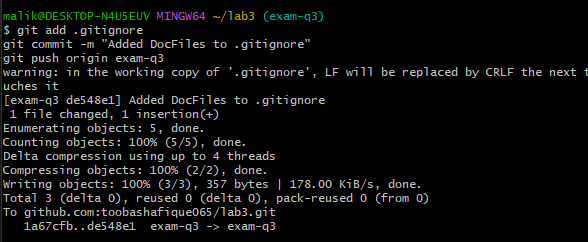 malik@DESKTOP-N4U5EUV MINGW64 ~/lab3 (exam-q3)
$ git add .gitignore
git commit -m "Added DocFiles to .gitignore"
git push origin exam-q3
warning: in the working copy of '.gitignore', LF will be replaced by CRLF the next t
uches it
[exam-q3 de548e1] Added DocFiles to .gitignore
 1 file changed, 1 insertion(+)
Enumerating objects: 5, done.
Counting objects: 100% (5/5), done.
Delta compression using up to 4 threads
Compressing objects: 100% (2/2), done.
Writing objects: 100% (3/3), 357 bytes | 178.00 KiB/s, done.
Total 3 (delta 0), reused 0 (delta 0), pack-reused 0 (from 0)
To github.com:toobashafique065/lab3.git
   1a67cfb..de548e1  exam-q3 -> exam-q3